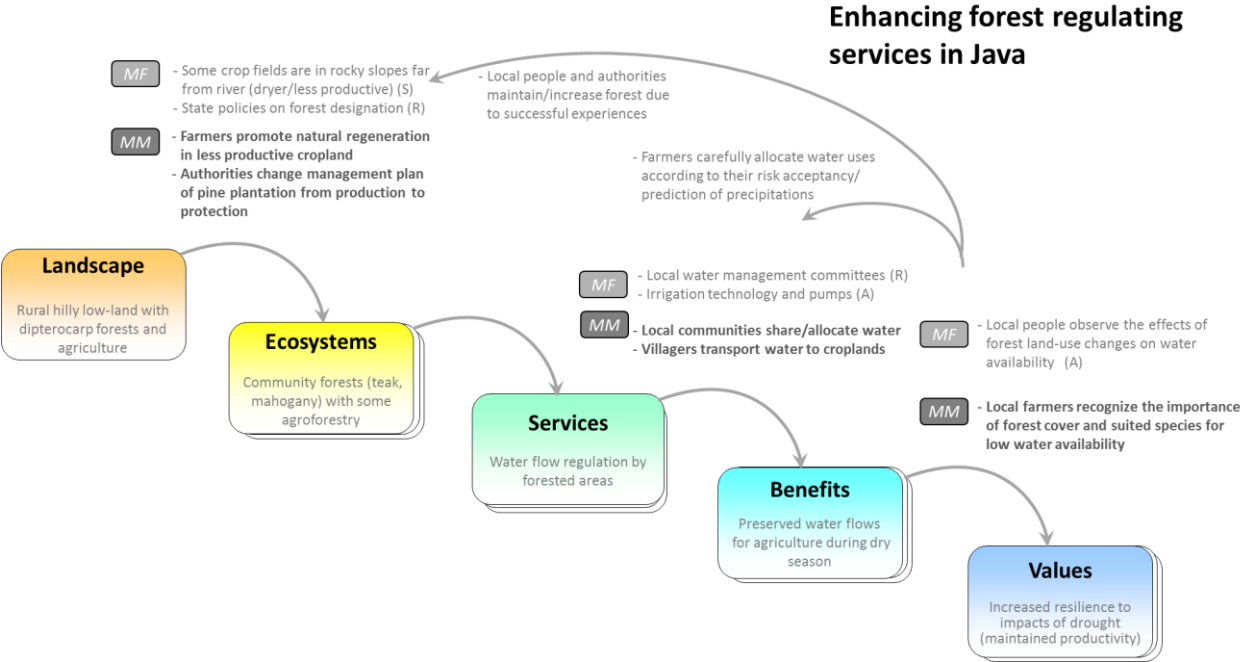 Enhancing forest regulating
services in Java
MF
- Some crop fields are in rocky slopes far
from river (dryer/less productive) (S)
- State policies on forest designation (R)
MM
- Farmers promote natural regeneration
in less productive cropland
- Authorities change management plan
of pine plantation from production to
protection
- Local people and authorities
maintain/increase forest due
to successful experiences
- Farmers carefully allocate water uses
according to their risk acceptancy/
prediction of precipitations
Landscape
Rural hilly low-land with
dipterocarp forests and
agriculture
Ecosystems
Community forests (teak,
mahogany) with some
agroforestry
MF
- Local water management committees (R)
- Irrigation technology and pumps (A)
MM
- Local communities share/allocate water
- Villagers transport water to croplands
MF
- Local people observe the effects of
forest land-use changes on water
availability (A)
MM
- Local farmers recognize the importance
of forest cover and suited species for
low water availability
Services
Water flow regulation by
forested areas
Benefits
Preserved water flows
for agriculture during dry
season
Values
Increased resilience to
impacts of drought
(maintained productivity)